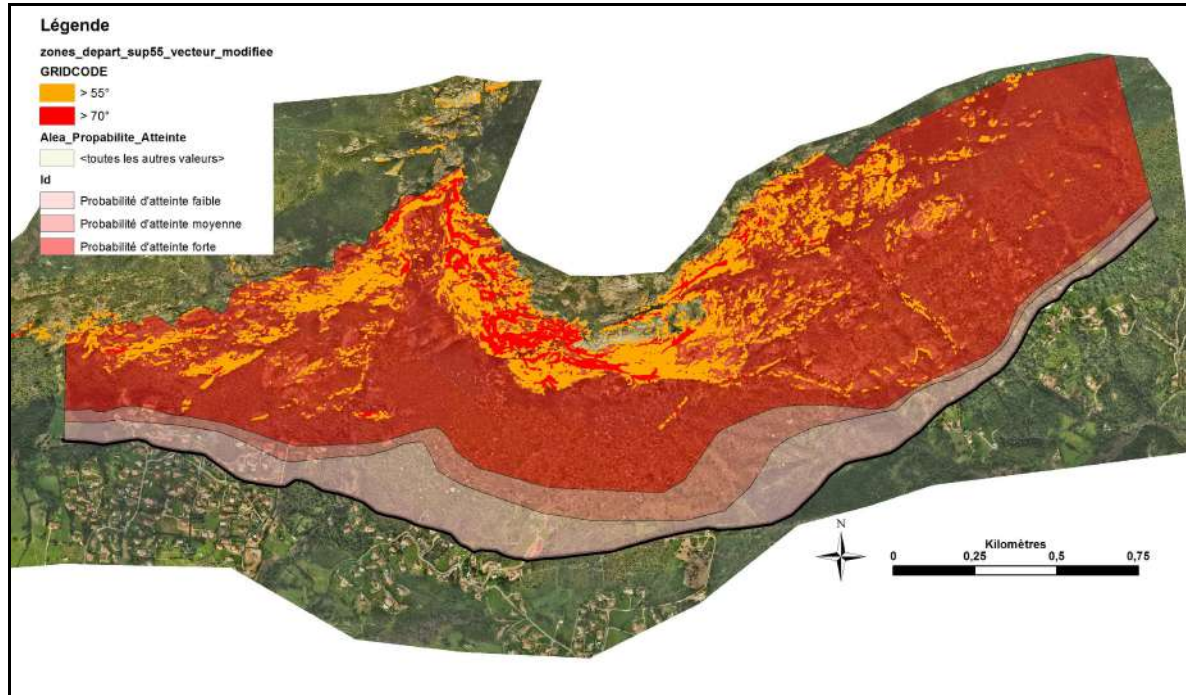 Légende
zones_depart_sup55_vecteur_modifiee
GRIDCODE
> 55°
> 70°
Alea_Propabilite_Atteinte
<toutes les autres valeurs>
Id
Probabilité d'atteinte faible
Probabilité d'atteinte moyenne
Probabilité d'atteinte forte
N
Kilomètres
0 0,25 0,5 0,75